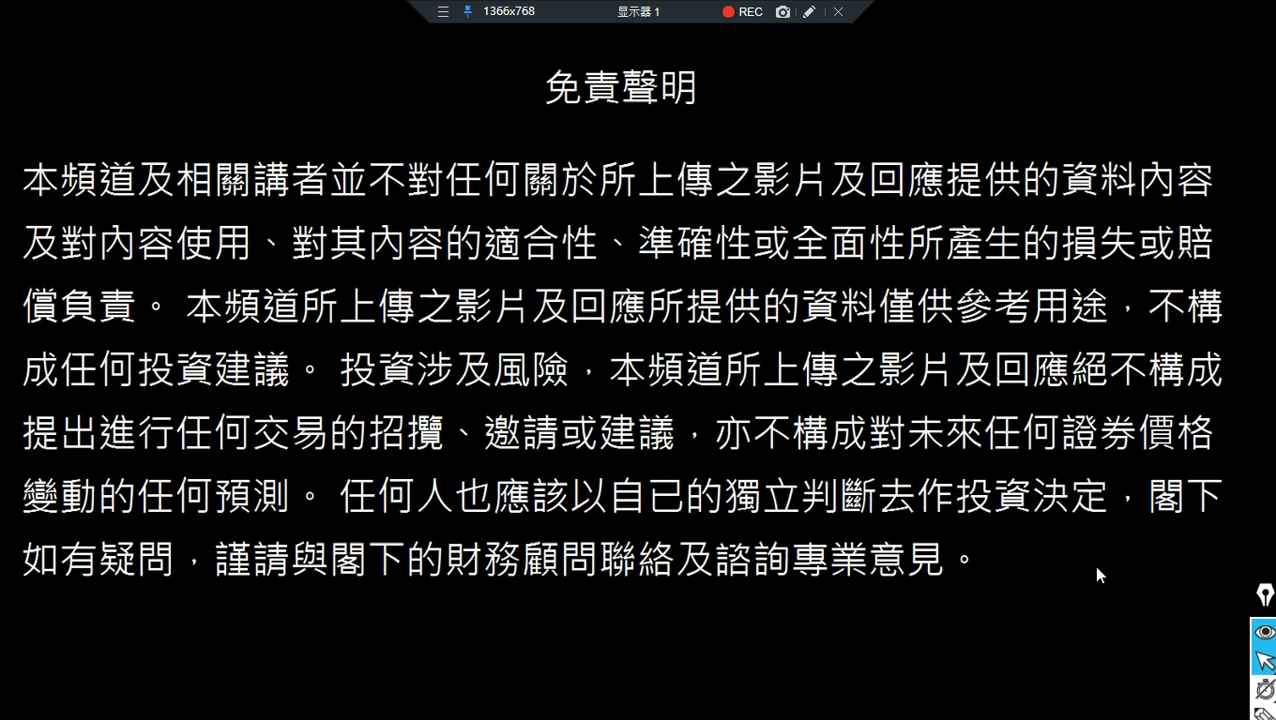 1366x768 显示器 1 REC
免責聲明
本頻道及相關講者並不對任何關於所上傳之影片及回應提供的資料內容
及對內容使用、對其內容的適合性、準確性或全面性所產生的損失或賠
償負責。 本頻道所上傳之影片及回應所提供的資料僅供參考用途，不構
成任何投資建議。 投資涉及風險，本頻道所上傳之影片及回應絕不構成
提出進行任何交易的招攬、邀請或建議，亦不構成對未來任何證券價格
變動的任何預測。 任何人也應該以自己的獨立判斷去作投資決定，閣下
如有疑問，謹請與閣下的財務顧問聯絡及諮詢專業意見。